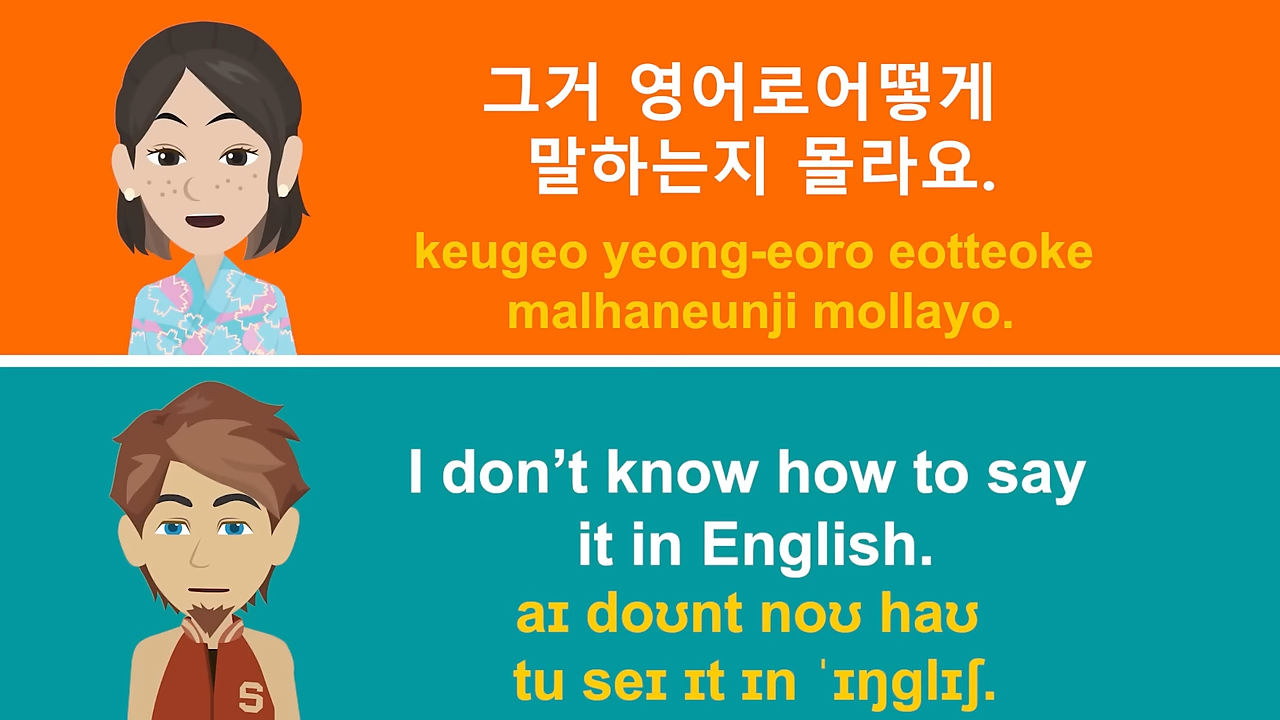 그거 영어로어떻게
말하는지 몰라요.
keugeo yeong-eoro eotteoke
malhaneunji mollayo.
I don’t know how to say
it in English.
aɪ doʊnt noʊ haʊ
tu seɪ ɪt ɪn ˈɪŋglɪʃ.
S